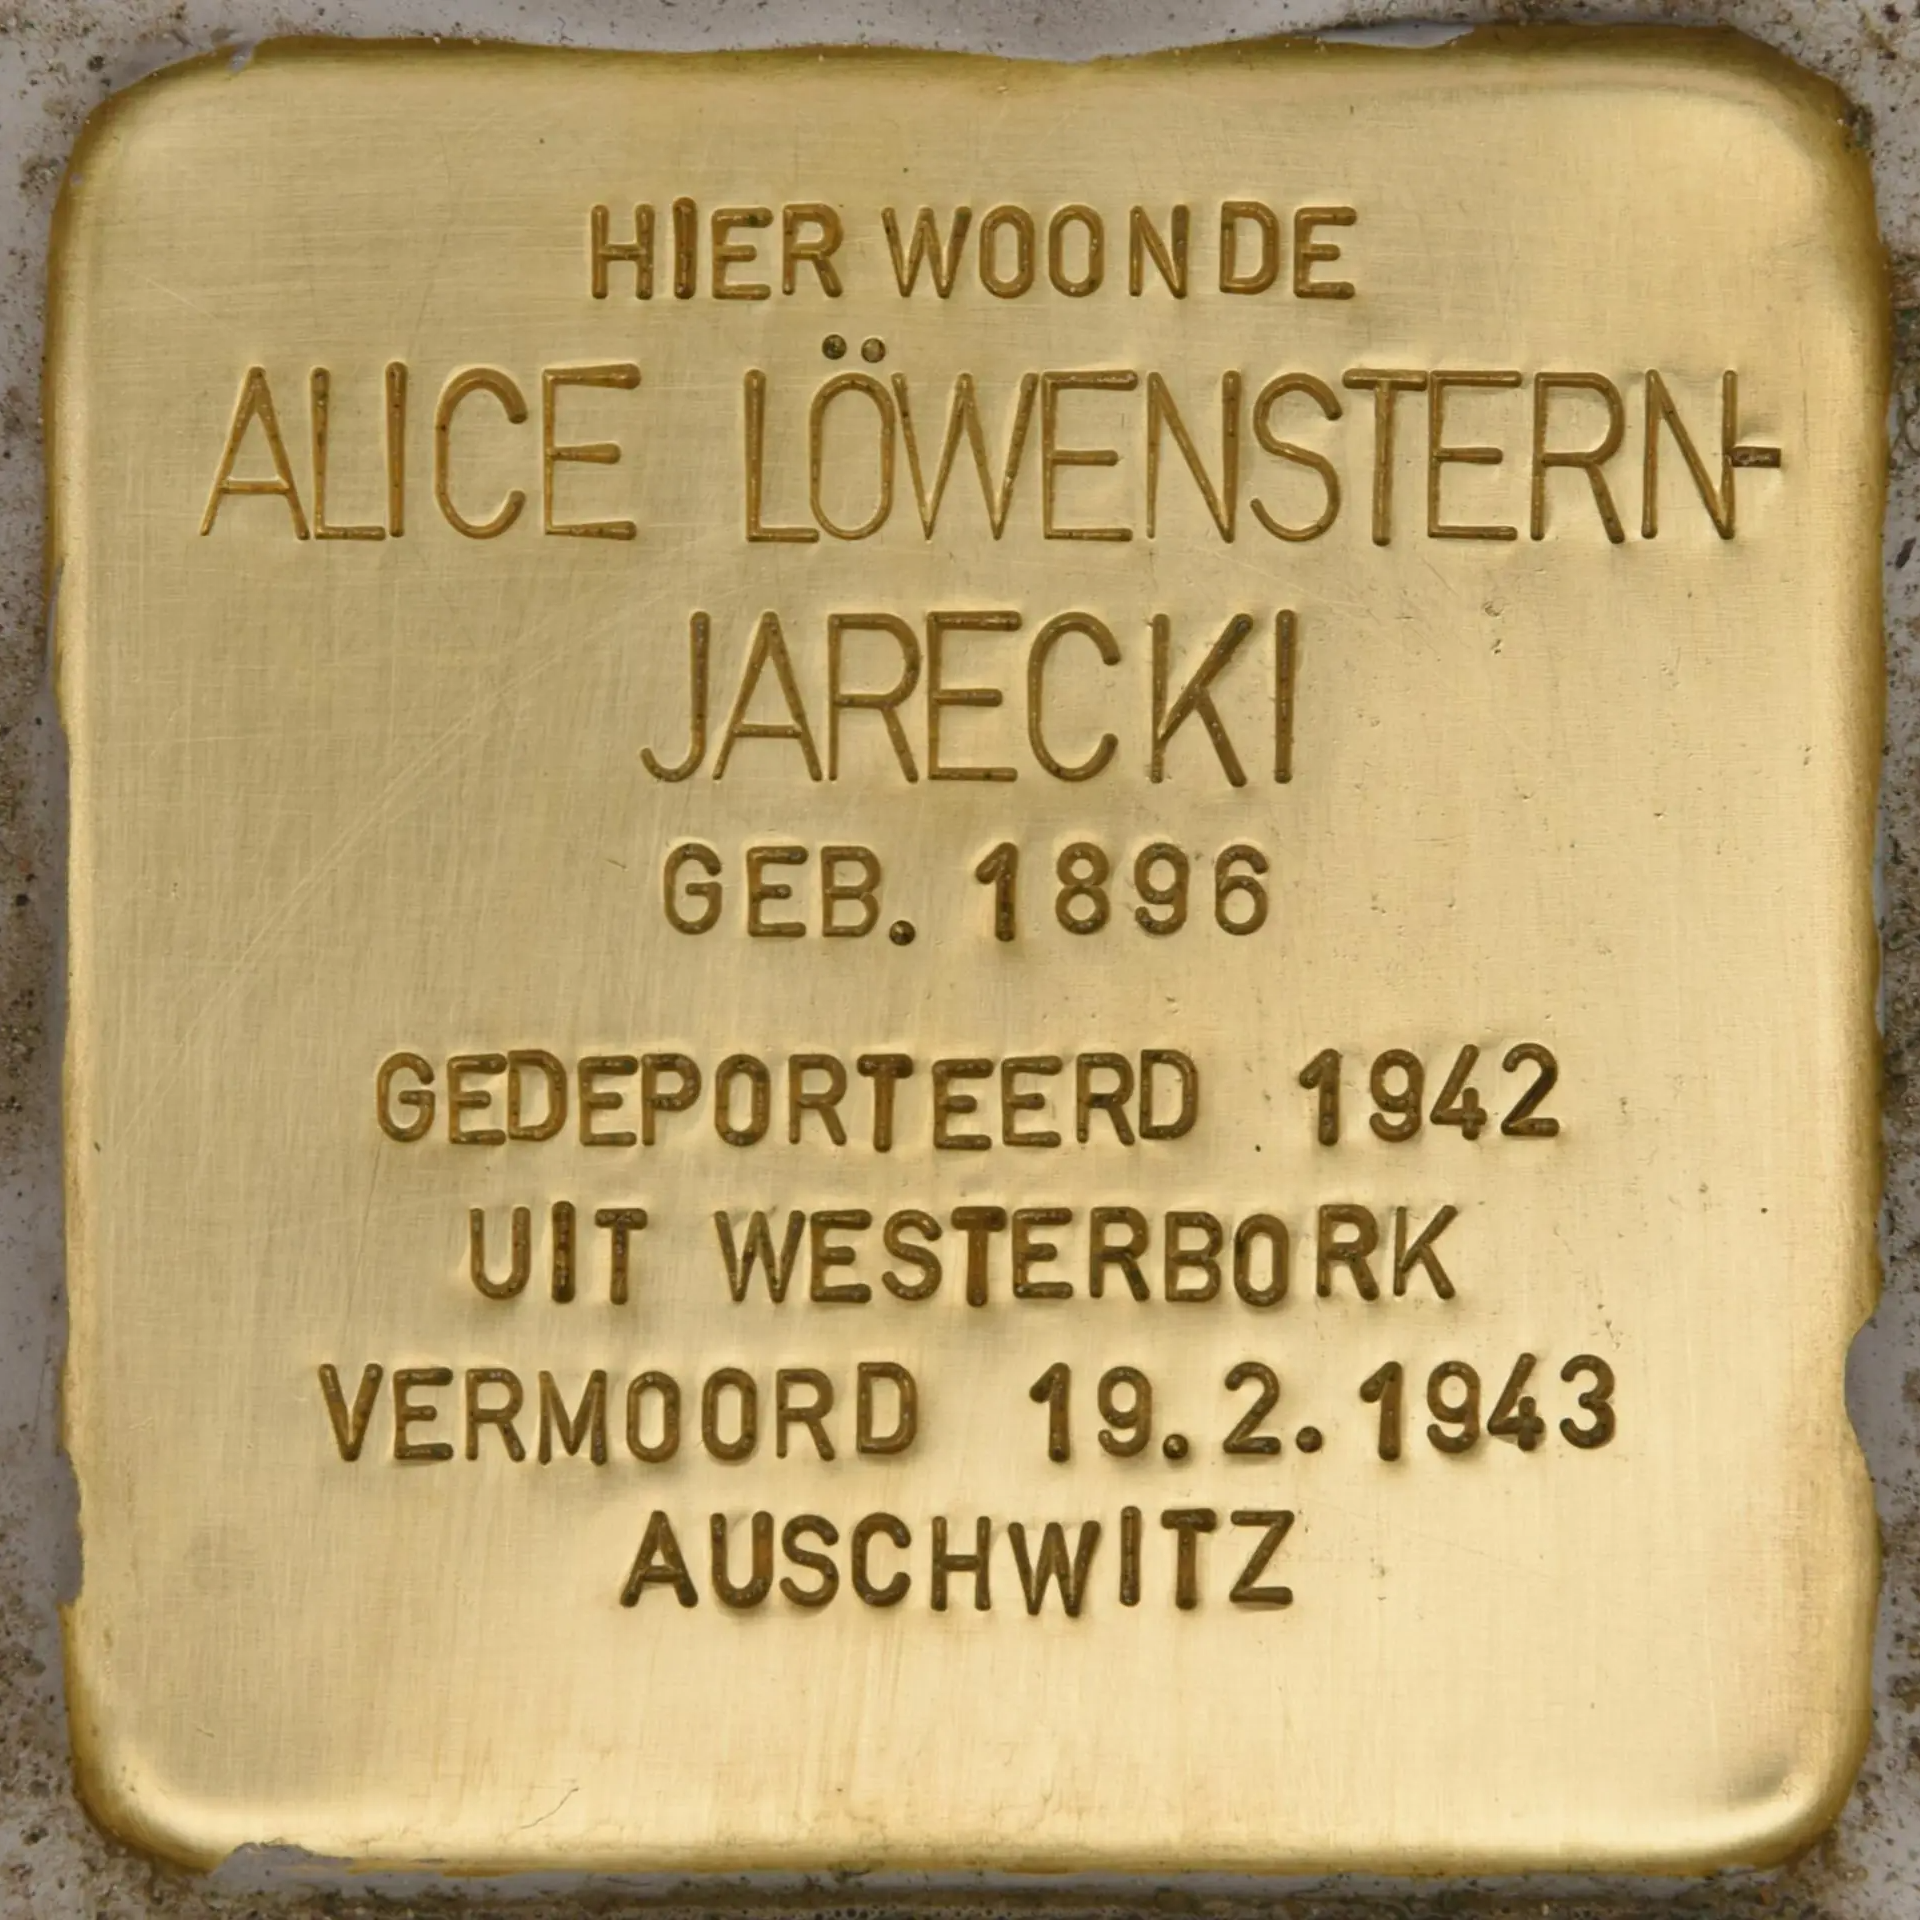 HIER WOONDE
ALICE LÖWENSTERN-
JARECKI
GEB. 1896
GEDEPORTEERD 1942
UIT WESTERBORK
VERMOORD 19.2.1943
AUSCHWITZ